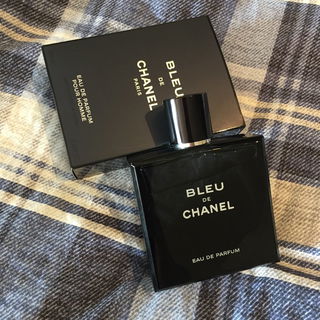 BLEU
DE
CHANEL
PARIS
EAU DE PARFUM
POUR HOMME
BLEU
DE
CHANEL
EAU DE PARFUM